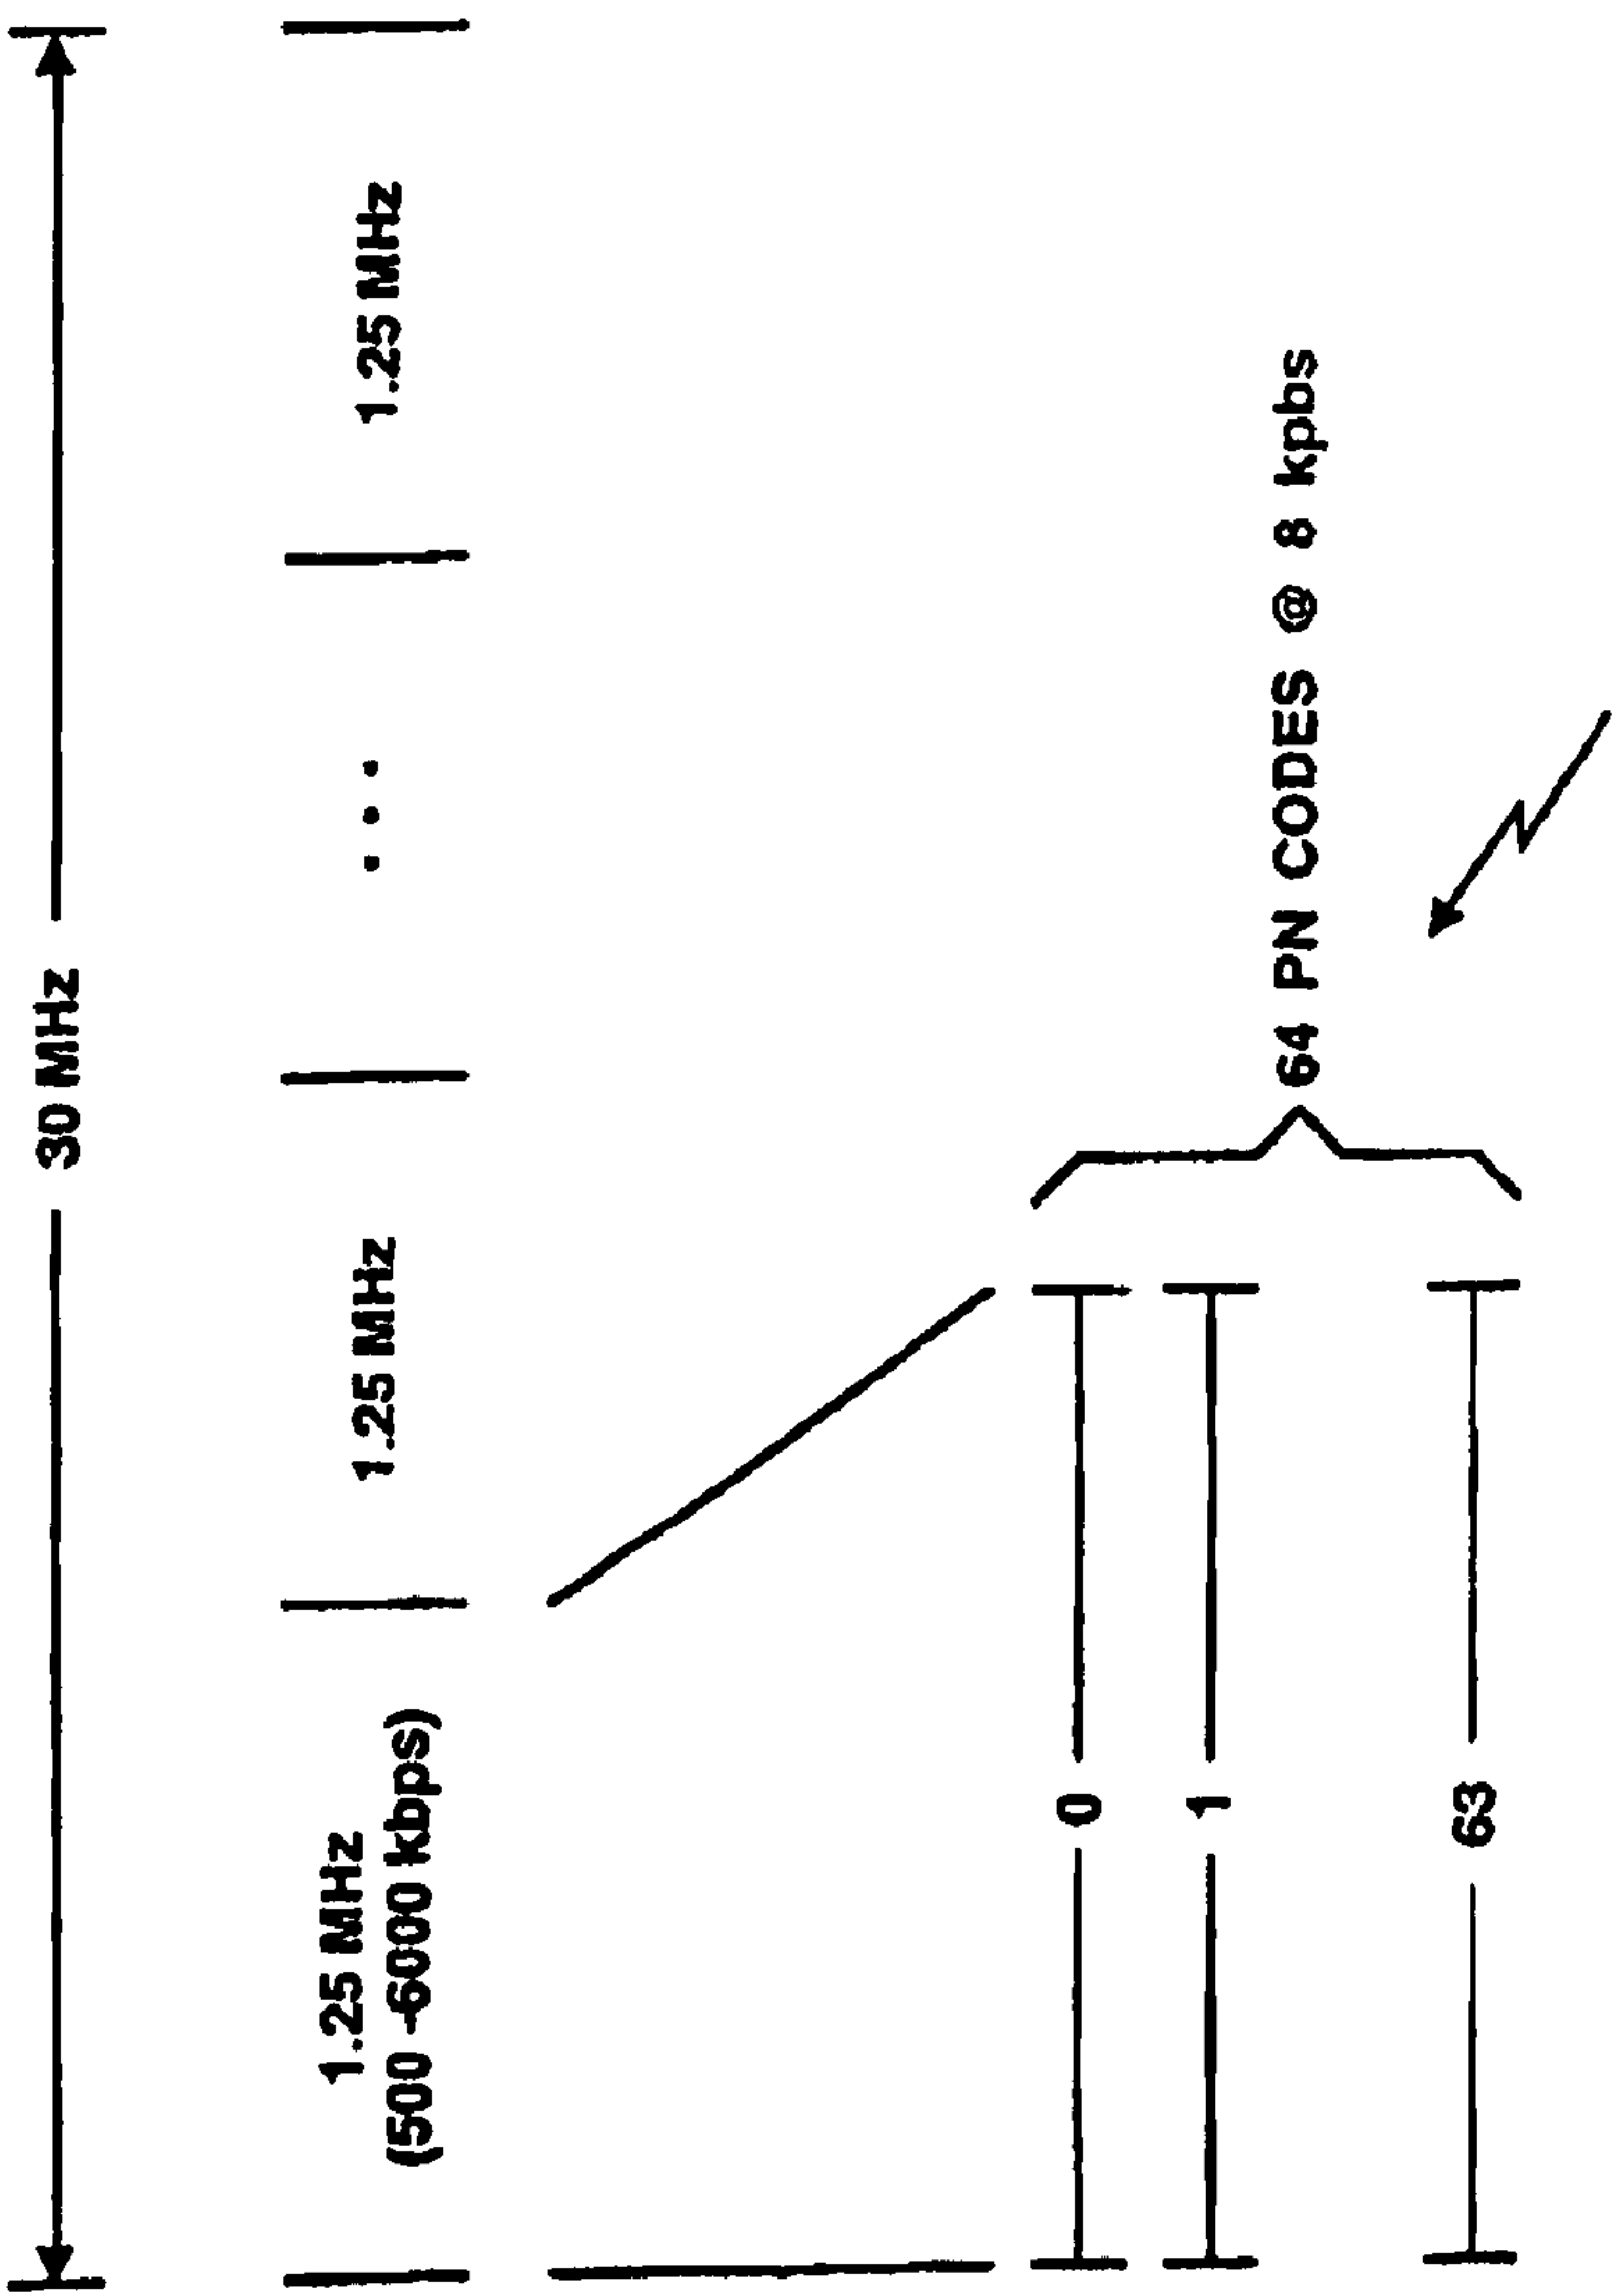 30 MHz
1.25 MHz
(500 -600 kbps)
1.25 MHz
. . .
1.25 MHz
0
1
63
64 PN CODES @ 8 kpbs